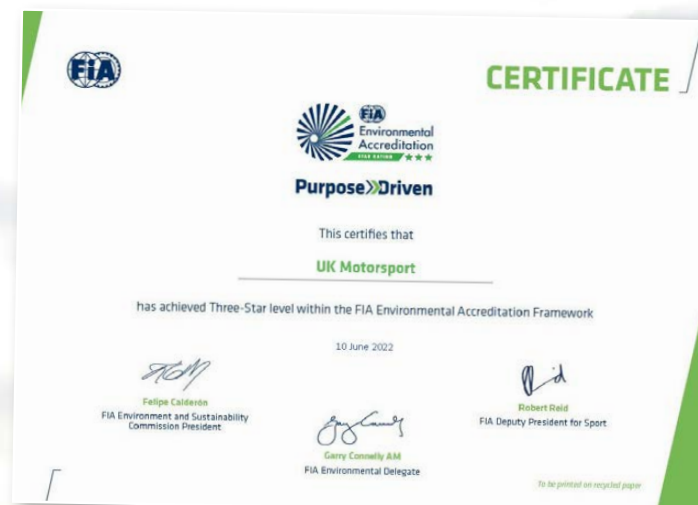 FiA
CERTIFICATE
FiA
Environmental
Accreditation
STAR RATING
Purpose Driven
This certifies that
UK Motorsport
has achieved Three-Star level within the FIA Environmental Accreditation Framework
10 June 2022
Felipe Calderón
FIA Environment and Sustainability
Commission President
Robert Reid
FIA Deputy President for Sport
Garry Connelly AM
FIA Environmental Delegate
To be printed on recycled paper